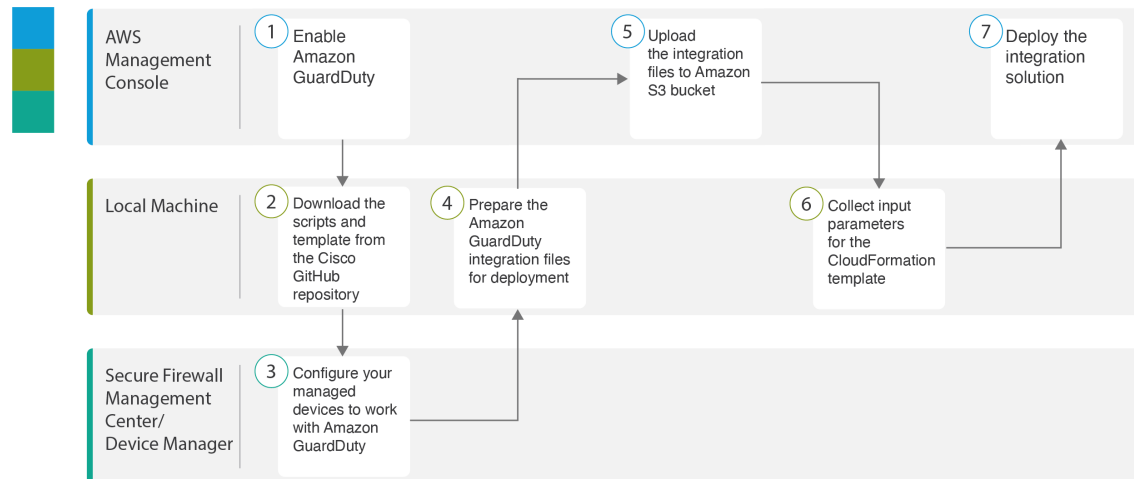 AWS
Management
Console
1
Enable
Amazon
GuardDuty
5
Upload
the integration
files to Amazon
S3 bucket
7
Deploy the
integration
solution
Local Machine
2
Download the
scripts and
template from
the Cisco
GitHub
repository
4
Prepare the
Amazon
GuardDuty
integration files
for deployment
6
Collect input
parameters
for the
CloudFormation
template
Secure Firewall
Management
Center/
Device Manager
3
Configure your
managed
devices to work
with Amazon
GuardDuty